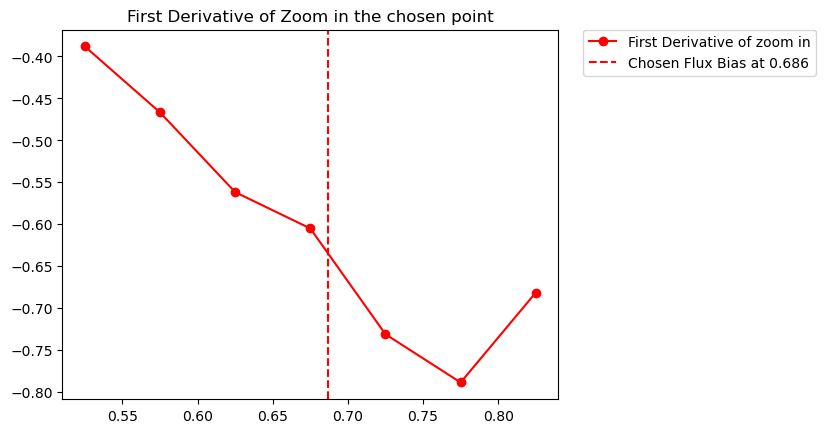 First Derivative of Zoom in the chosen point
First Derivative of zoom in
Chosen Flux Bias at 0.686
−0.40
−0.45
−0.50
−0.55
−0.60
−0.65
−0.70
−0.75
−0.80
0.55 0.60 0.65 0.70 0.75 0.80